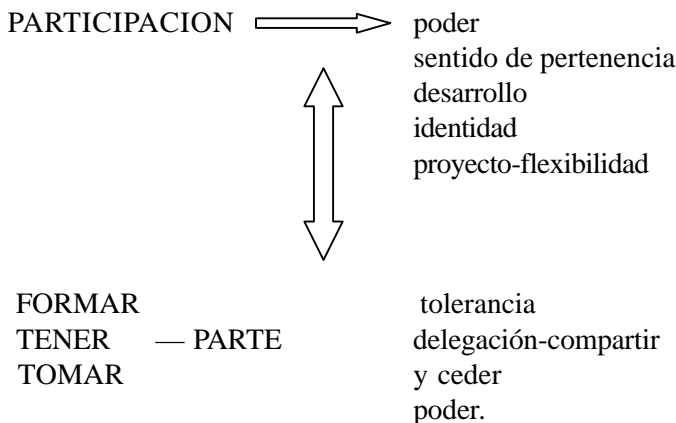 PARTICIPACION poder
sentido de pertenencia
desarrollo
identidad
proyecto-flexibilidad
FORMAR tolerancia
TENER — PARTE delegación-compartir
TOMAR y ceder
poder.